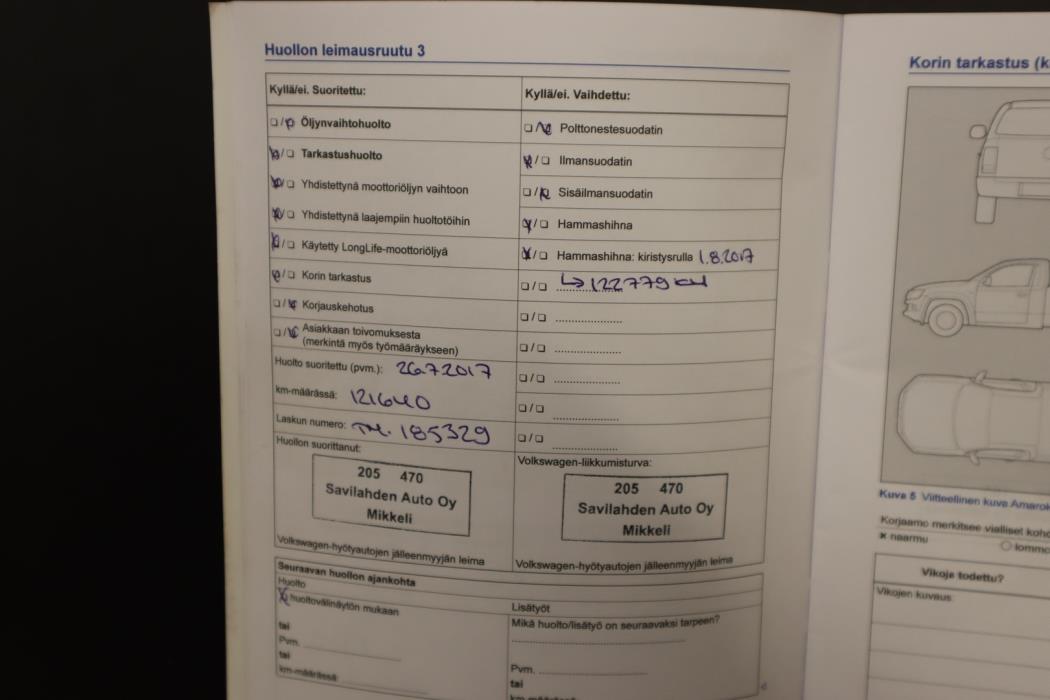 Huollon leimausruutu 3
Kyllä/ei. Suoritettu:
Öljynvaihtohuolto
Tarkastushuolto
Yhdistettynä moottoriöljyn vaihtoon
Yhdistettynä laajempiin huoltotöihin
Käytetty LongLife-moottoriöljyä
Korin tarkastus
Korjauskehotus
Asiakkaan toivomuksesta
(merkintä myös työmääräykseen)
Huolto suoritettu (pvm.): 26.7.2017
km-määrässä: 121640
Laskun numero: 185329
Huollon suorittanut:
205 470
Savilahden Auto Oy
Mikkeli
Volkswagen-hyötyautojen jälleenmyyjän leima
Kyllä/ei. Vaihdettu:
Polttonestesuodatin
Ilmansuodatin
Sisäilmansuodatin
Hammashihna
Hammashihna: kiristysrulla 1.8.2017
↳ 122779 km
Volkswagen-liikkumisturva:
205 470
Savilahden Auto Oy
Mikkeli
Volkswagen-hyötyautojen jälleenmyyjän leima
Seuraavan huollon ajankohta
Huolto
huoltovälinäytön mukaan
tai
Pvm.
tai
km-määrässä:
Lisätyöt
Mikä huolto/lisätyö on seuraavaksi tarpeen?
Pvm.
tai
km-määrässä:
Korin tarkastus (k
Kuva 5 Viitteellinen kuva Amarok
Korjaamo merkitsee vialliset koho
× naarmu
○ lommo
Vikoja todettu?
Vikojen kuvaus: